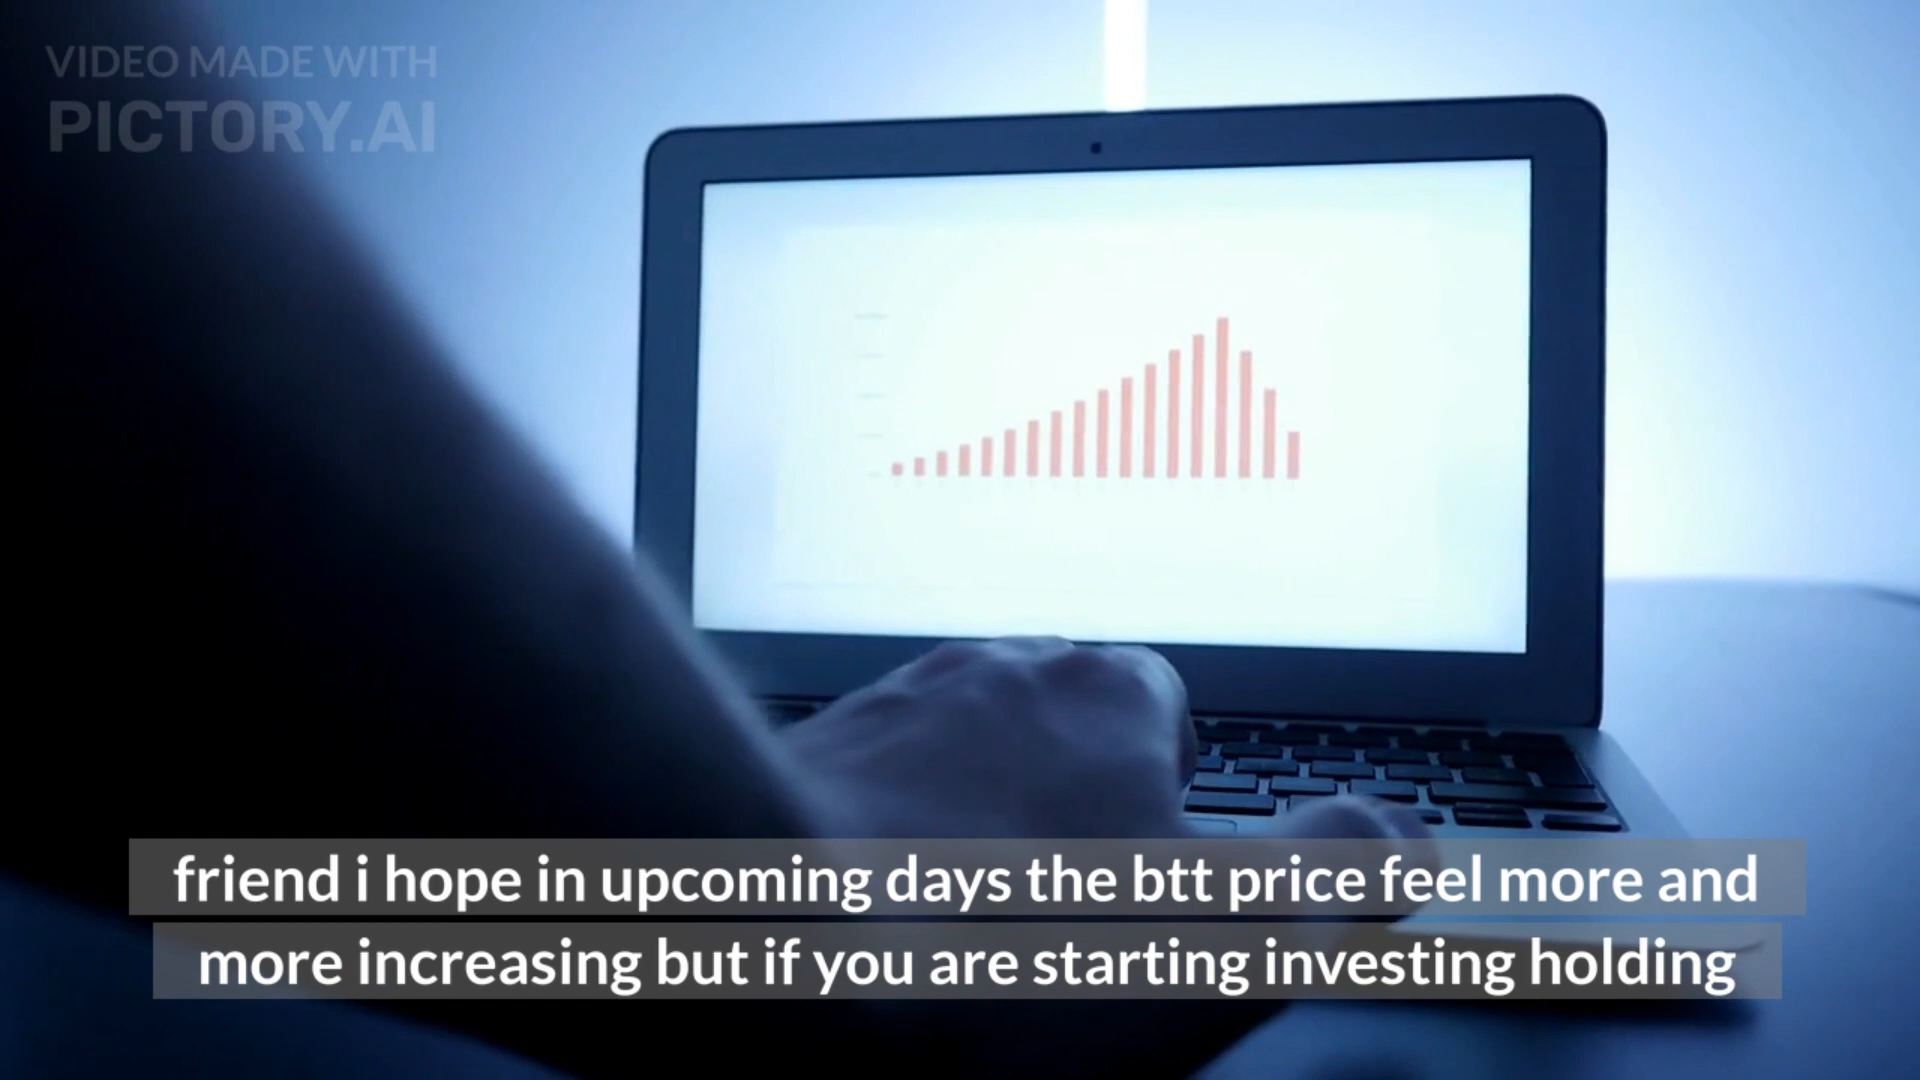 VIDEO MADE WITH
PICTORY.AI
friend i hope in upcoming days the btt price feel more and
more increasing but if you are starting investing holding